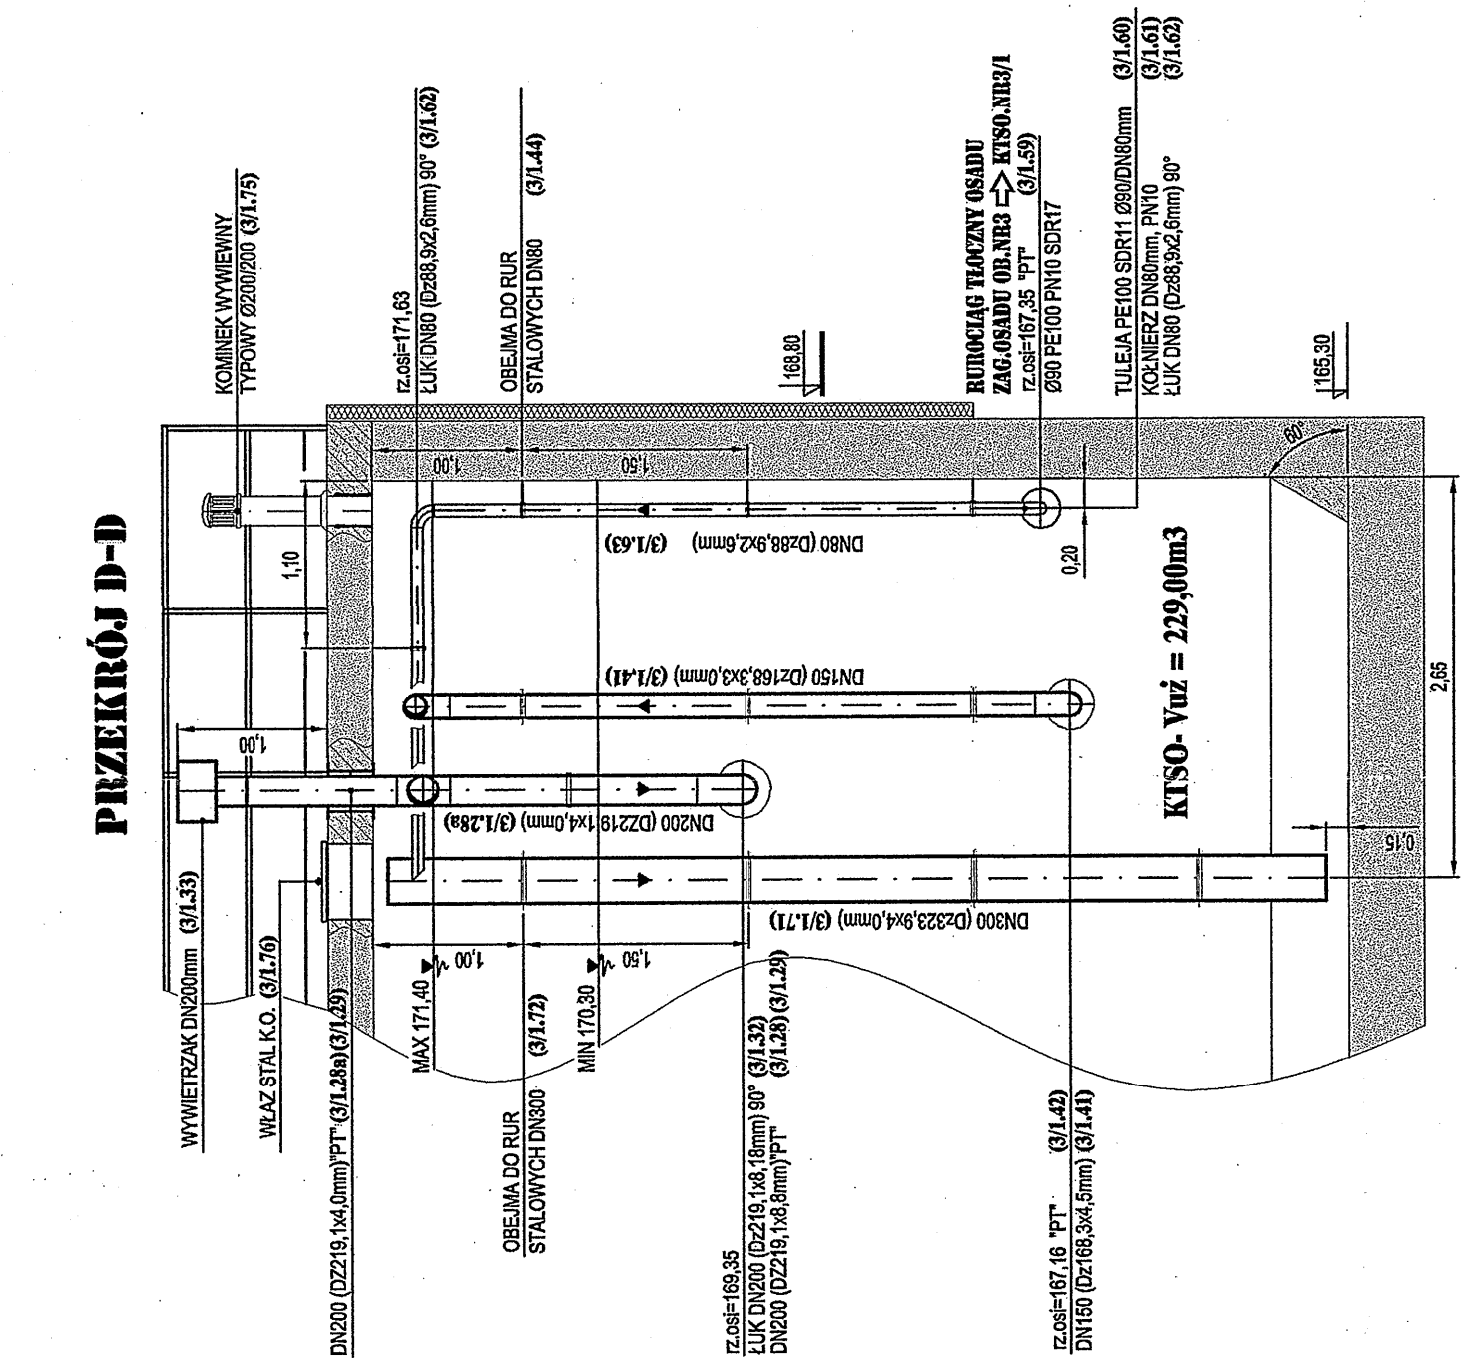 PRZEKRÓJ D-D
KOMINEK WYWIEWNY
TYPOWY Ø200/200 (3/1.75)
rz.osi=171,63
ŁUK DN80 (Dz88,9x2,6mm) 90° (3/1.62)
OBEJMA DO RUR
STALOWYCH DN80 (3/1.44)
168,80
RUROCIĄG TŁOCZNY OSADU
ZAG.OSADU OB.NR3 ⇨ KTSO.NR3/1
rz.osi=167,35 "PT" (3/1.59)
Ø90 PE100 PN10 SDR17
TULEJA PE100 SDR11 Ø90/DN80mm (3/1.60)
KOŁNIERZ DN80mm, PN10 (3/1.61)
ŁUK DN80 (Dz88,9x2,6mm) 90° (3/1.62)
165,30
1,10
1,00
1,50
60°
DN80 (Dz88,9x2,6mm) (3/1.63)
0,20
DN150 (Dz168,3x3,0mm) (3/1.41)
KTSO- Vuż = 229,00m3
2,65
1,00
DN200 (DZ219,1x4,0mm) (3/1.28a)
DN300 (Dz323,9x4,0mm) (3/1.71)
0,15
1,00
1,50
WYWIETRZAK DN200mm (3/1.33)
WŁAZ STAL K.O. (3/1.76)
DN200 (DZ219,1x4,0mm)"PT" (3/1.28a)(3/1.29)
MAX 171,40
OBEJMA DO RUR
STALOWYCH DN300 (3/1.72)
MIN 170,30
rz.osi=169,35
ŁUK DN200 (Dz219,1x8,18mm) 90° (3/1.32)
DN200 (DZ219,1x8,8mm)"PT" (3/1.28) (3/1.29)
rz.osi=167,16 "PT" (3/1.42)
DN150 (Dz168,3x4,5mm) (3/1.41)